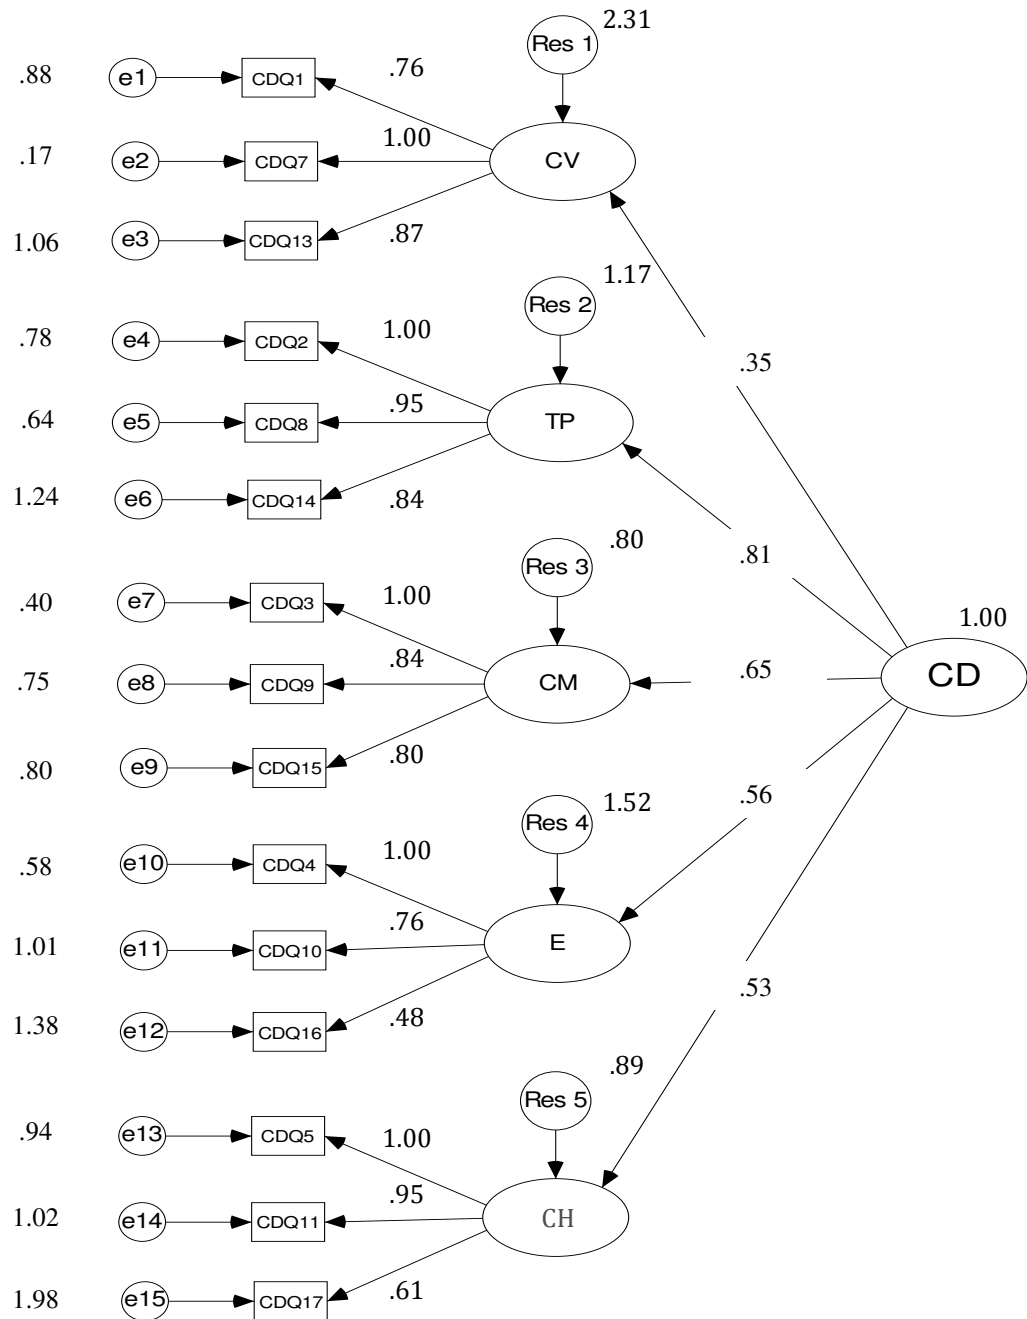 Res 1 2.31
.88 e1 CDQ1 .76
.17 e2 CDQ7 1.00 CV
1.06 e3 CDQ13 .87
Res 2 1.17
.78 e4 CDQ2 1.00
.35
.64 e5 CDQ8 .95 TP
1.24 e6 CDQ14 .84
Res 3 .80
.81
.40 e7 CDQ3 1.00
1.00
.75 e8 CDQ9 .84 CM .65 CD
.80 e9 CDQ15 .80
Res 4 1.52
.56
.58 e10 CDQ4 1.00
1.01 e11 CDQ10 .76 E
1.38 e12 CDQ16 .48
.53
Res 5 .89
.94 e13 CDQ5 1.00
1.02 e14 CDQ11 .95 CH
1.98 e15 CDQ17 .61